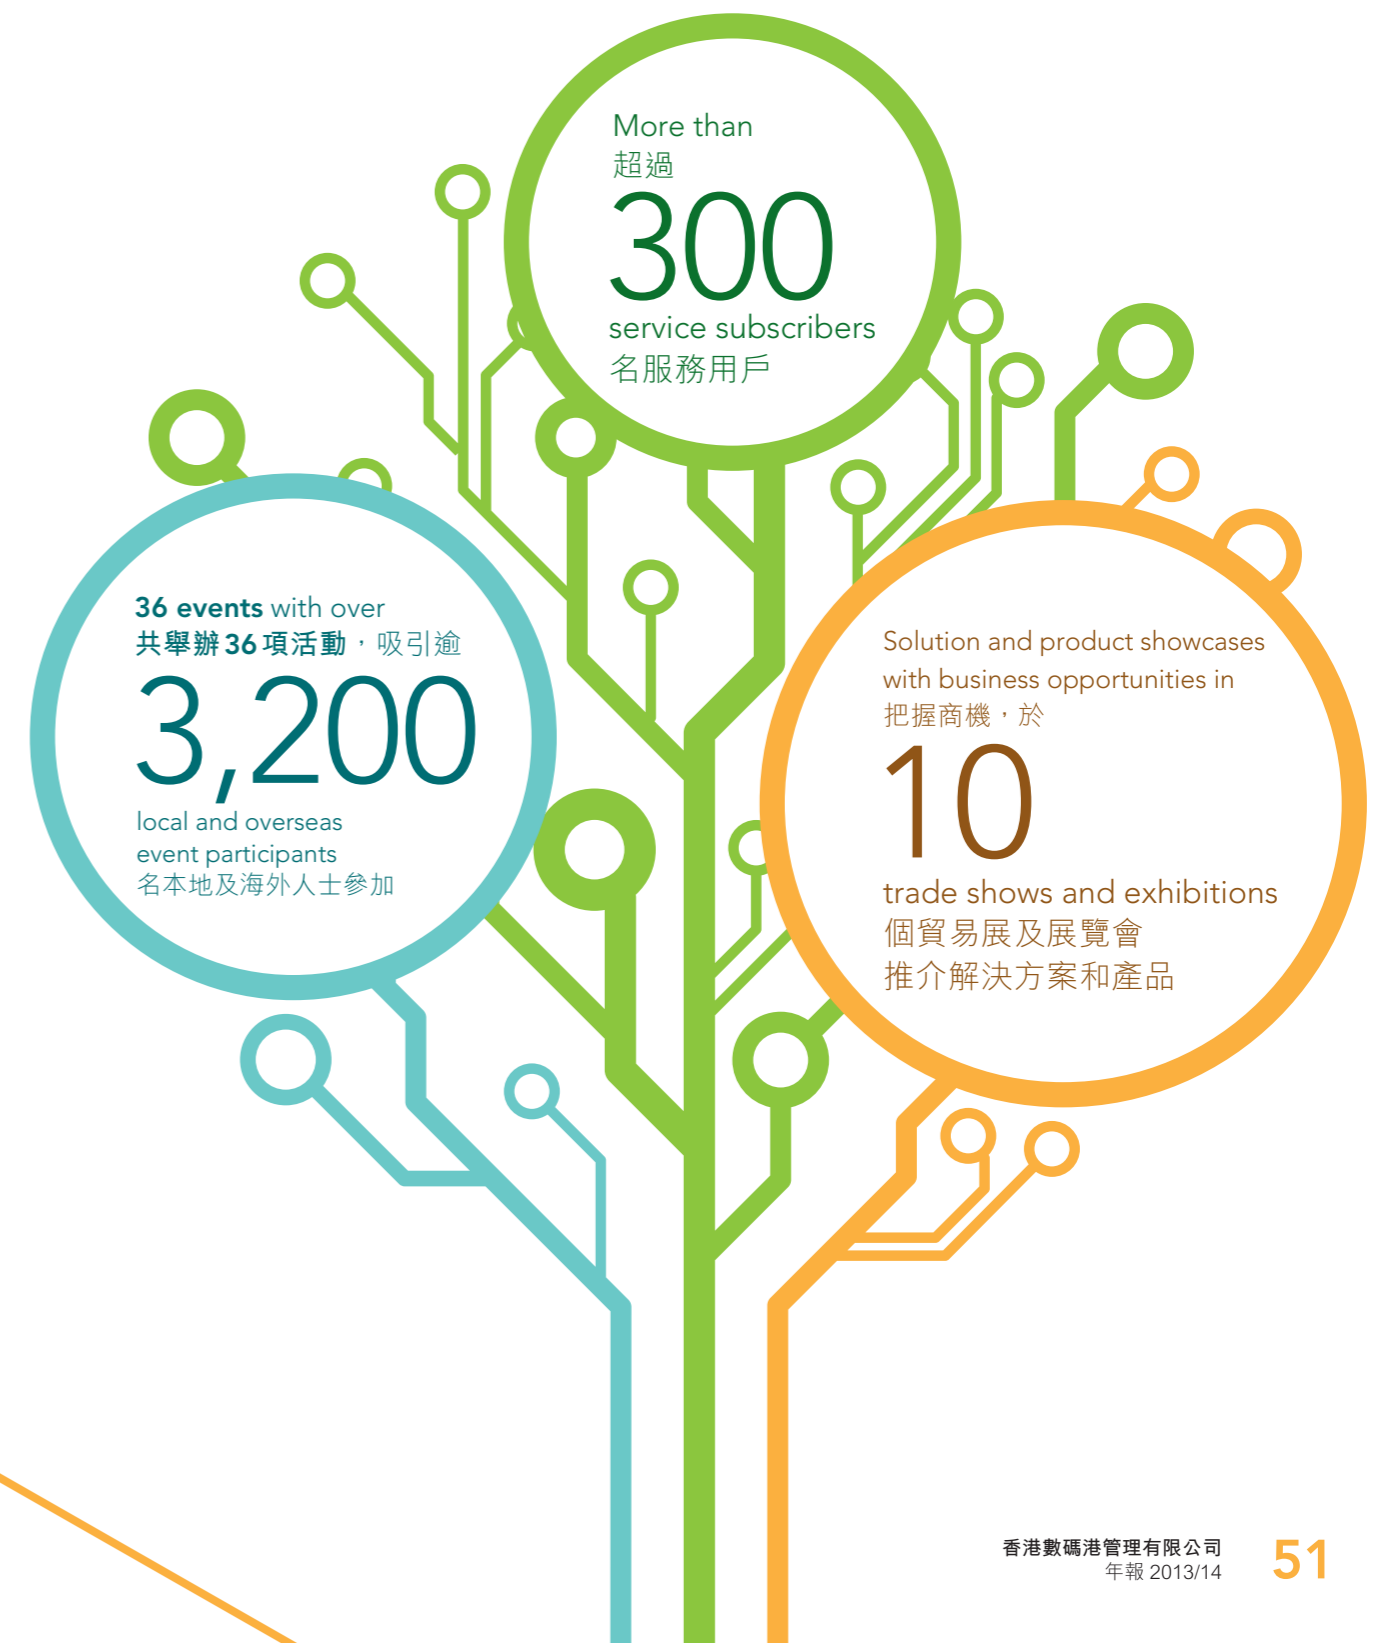 More than
超過
300
service subscribers
名服務用戶
36 events with over
共舉辦36項活動，吸引逾
3,200
local and overseas
event participants
名本地及海外人士參加
Solution and product showcases
with business opportunities in
把握商機，於
10
trade shows and exhibitions
個貿易展及展覽會
推介解決方案和產品
香港數碼港管理有限公司
年報 2013/14
51